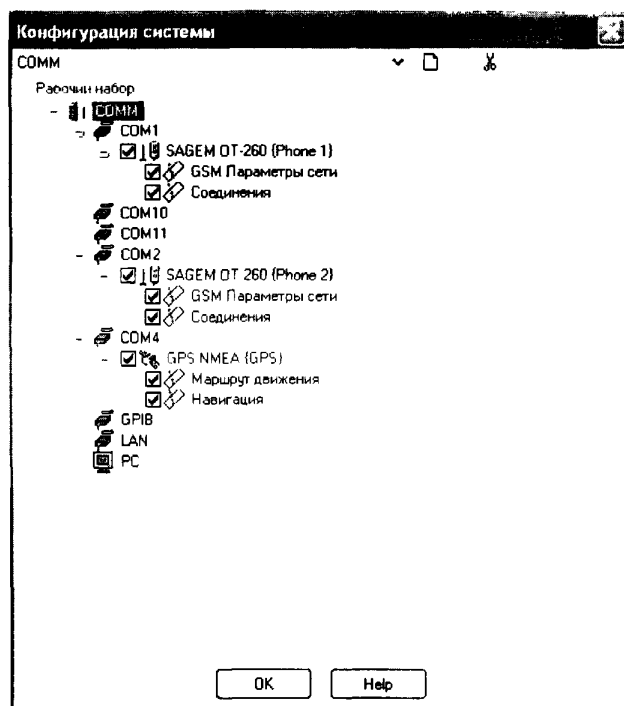 Конфигурация системы
COMM
Рабочий набор
COMM
COM1
SAGEM OT-260 (Phone 1)
GSM Параметры сети
Соединения
COM10
COM11
COM2
SAGEM OT 260 (Phone 2)
GSM Параметры сети
Соединения
COM4
GPS NMEA (GPS)
Маршрут движения
Навигация
GPIB
LAN
PC
OK
Help